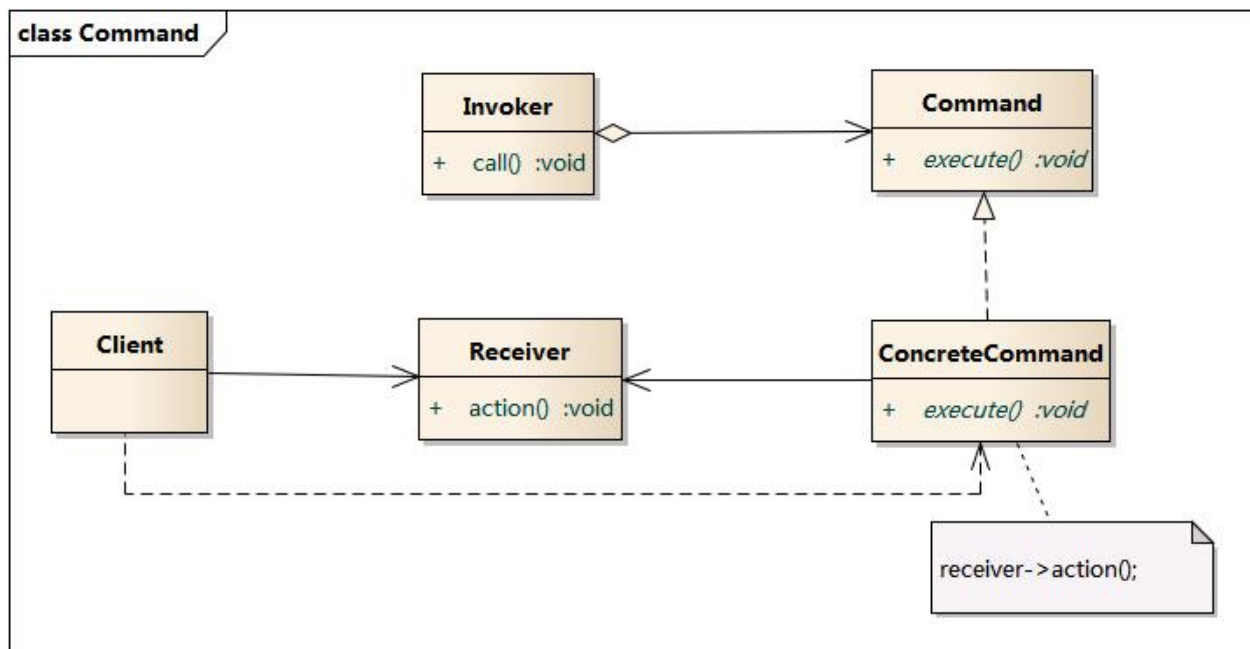 class Command
Invoker
+ call() :void
Command
+ execute() :void
Client
Receiver
+ action() :void
ConcreteCommand
+ execute() :void
receiver->action();